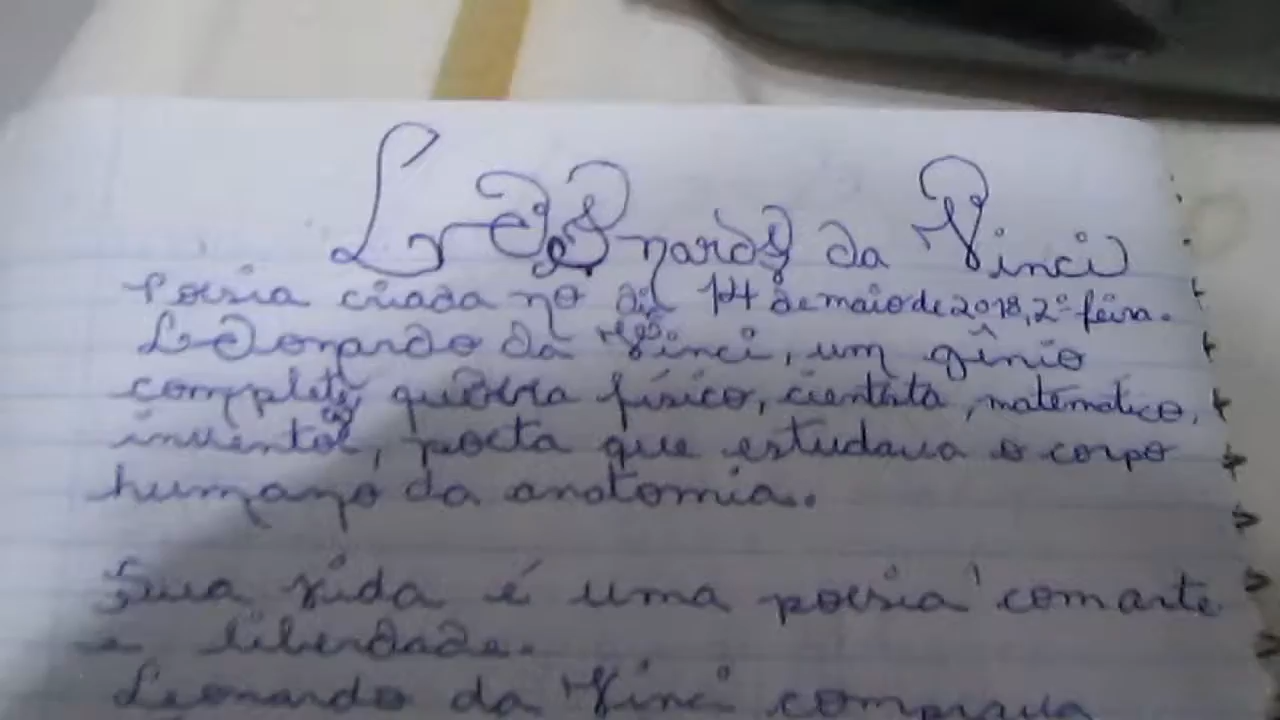 Leonardo da Vinci
Poesia criada no dia 14 de maio de 2018, 2ª feira.
Leonardo da Vinci, um gênio
completo, que era físico, cientista, matemático,
inventor, poeta que estudava o corpo
humano da anatomia.
Sua vida é uma poesia com arte
e liberdade.
Leonardo da Vinci comprava